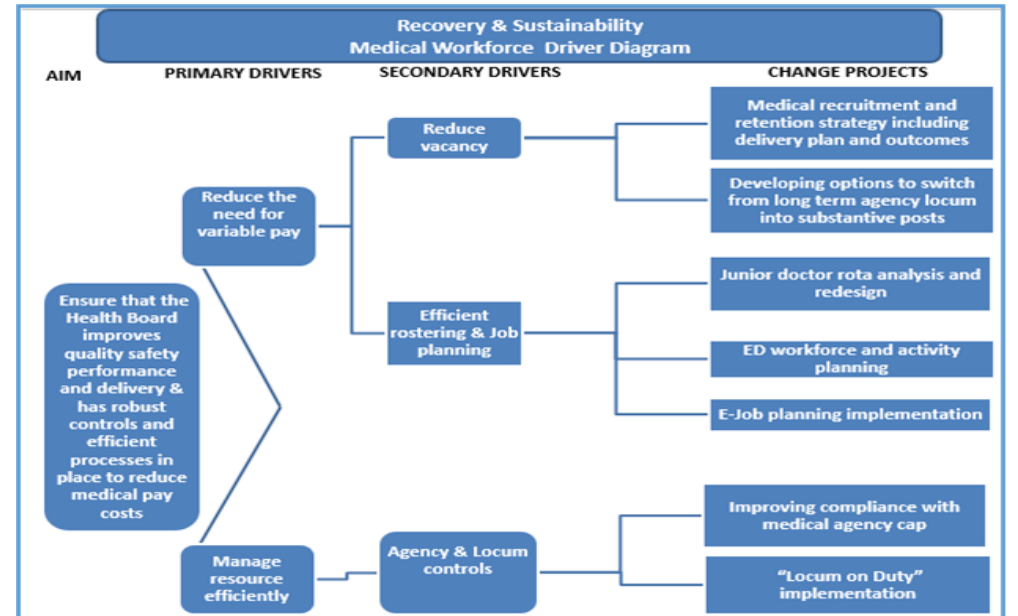 Recovery & Sustainability
Medical Workforce Driver Diagram
AIM
PRIMARY DRIVERS
SECONDARY DRIVERS
CHANGE PROJECTS
Ensure that the
Health Board
improves
quality safety
performance
and delivery &
has robust
controls and
efficient
processes in
place to reduce
medical pay
costs
Reduce the
need for
variable pay
Manage
resource
efficiently
Reduce
vacancy
Efficient
rostering & Job
planning
Agency & Locum
controls
Medical recruitment and
retention strategy including
delivery plan and outcomes
Developing options to switch
from long term agency locum
into substantive posts
Junior doctor rota analysis and
redesign
ED workforce and activity
planning
E-Job planning implementation
Improving compliance with
medical agency cap
“Locum on Duty”
implementation